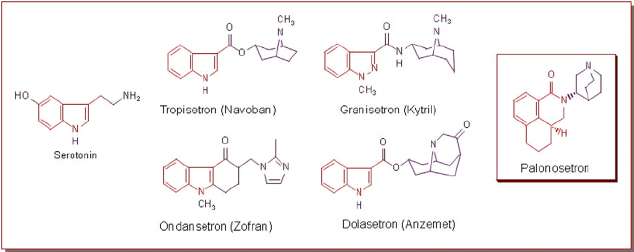 CH₃
N
O
O
N
H
Tropisetron (Navoban)
CH₃
N
O
N
H
N
N
CH₃
Granisetron (Kytril)
HO
NH₂
N
H
Serotonin
O
CH₃
N
N
N
CH₃
Ondansetron (Zofran)
O
N
O
O
N
H
Dolasetron (Anzemet)
N
O
N
H
Palonosetron